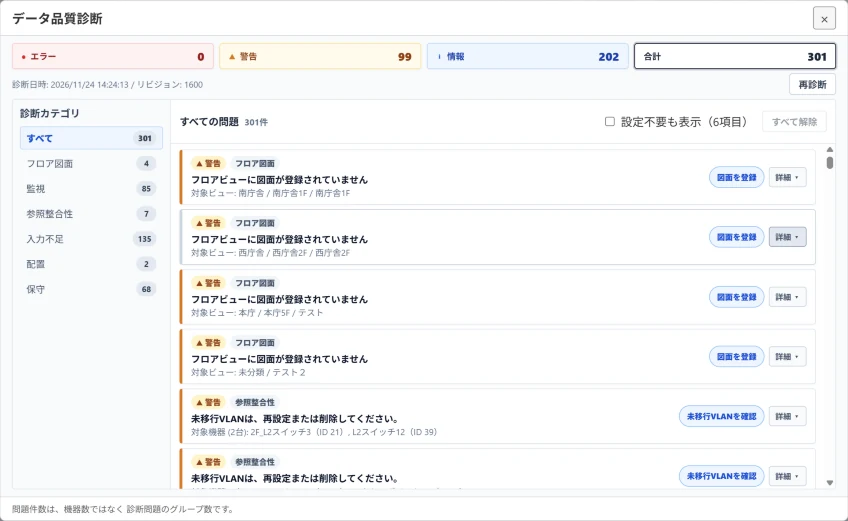 データ品質診断
×
エラー 0
▲ 警告 99
i 情報 202
合計 301
診断日時: 2026/11/24 14:24:13 / リビジョン: 1600
再診断
診断カテゴリ
すべて 301
フロア図面 4
監視 85
参照整合性 7
入力不足 135
配置 2
保守 68
すべての問題 301件
設定不要も表示（6項目）
すべて解除
▲ 警告 フロア図面
フロアビューに図面が登録されていません
対象ビュー: 南庁舎 / 南庁舎1F / 南庁舎1F
図面を登録 詳細
▲ 警告 フロア図面
フロアビューに図面が登録されていません
対象ビュー: 西庁舎 / 西庁舎2F / 西庁舎2F
図面を登録 詳細
▲ 警告 フロア図面
フロアビューに図面が登録されていません
対象ビュー: 本庁 / 本庁5F / テスト
図面を登録 詳細
▲ 警告 フロア図面
フロアビューに図面が登録されていません
対象ビュー: 未分類 / テスト２
図面を登録 詳細
▲ 警告 参照整合性
未移行VLANは、再設定または削除してください。
対象機器 (2台): 2F_L2スイッチ3（ID 21）, L2スイッチ12（ID 39）
未移行VLANを確認 詳細
▲ 警告 参照整合性
未移行VLANは、再設定または削除してください。
未移行VLANを確認 詳細
問題件数は、機器数ではなく 診断問題のグループ数です。